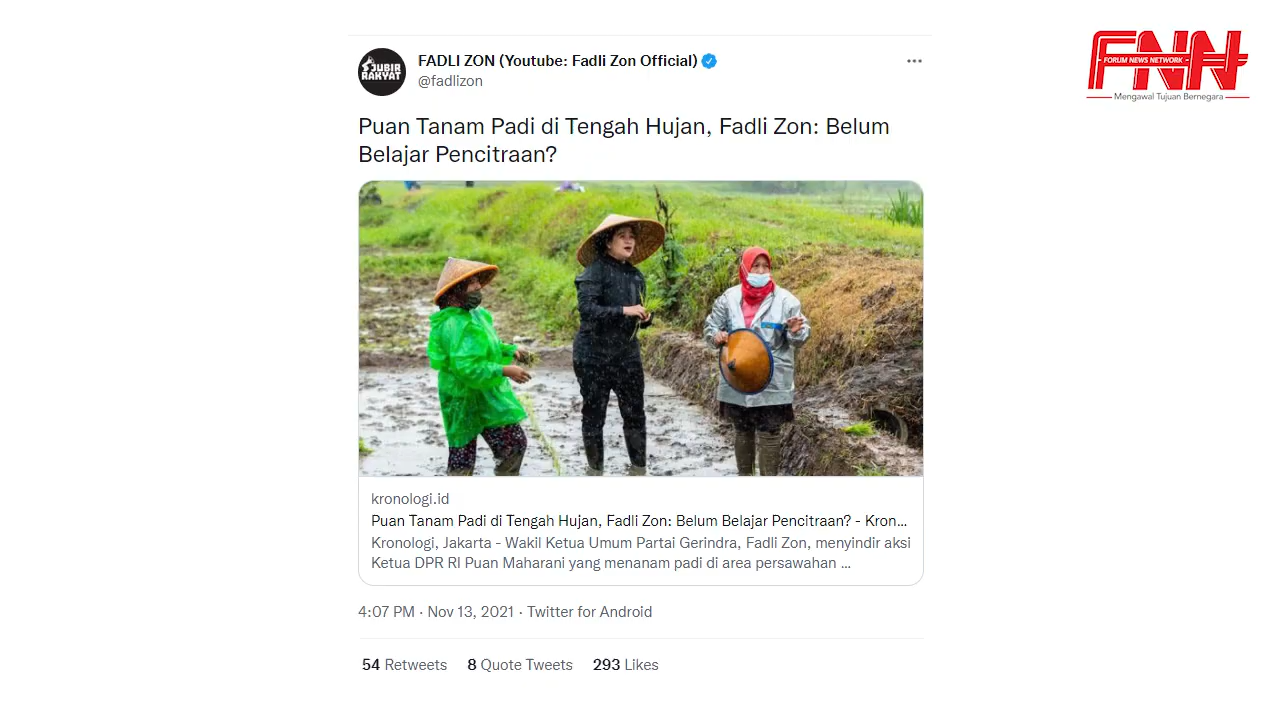 FADLI ZON (Youtube: Fadli Zon Official)
@fadlizon
JUBIR
RAKYAT
FNN
FORUM NEWS NETWORK
Mengawal Tujuan Bernegara
Puan Tanam Padi di Tengah Hujan, Fadli Zon: Belum
Belajar Pencitraan?
kronologi.id
Puan Tanam Padi di Tengah Hujan, Fadli Zon: Belum Belajar Pencitraan? - Kron...
Kronologi, Jakarta - Wakil Ketua Umum Partai Gerindra, Fadli Zon, menyindir aksi
Ketua DPR RI Puan Maharani yang menanam padi di area persawahan ...
4:07 PM · Nov 13, 2021 · Twitter for Android
54 Retweets 8 Quote Tweets 293 Likes